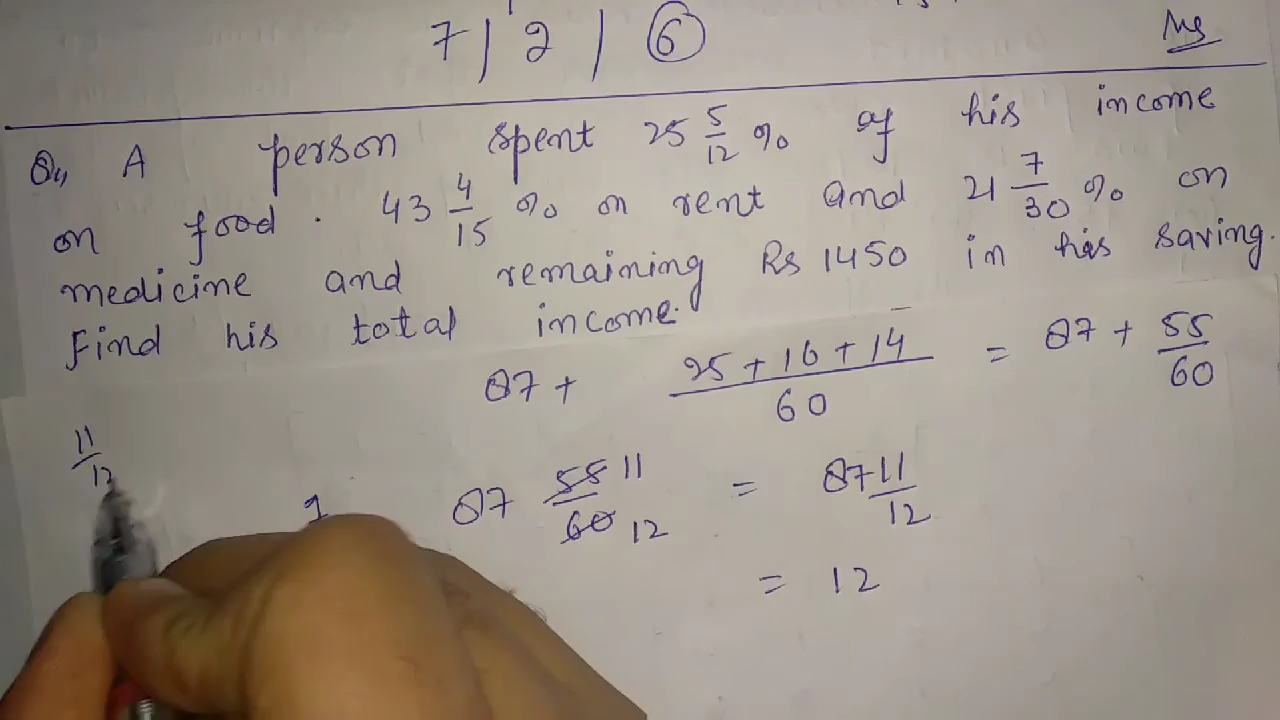 7 | 2 | 6
Ans
Q,, A person spent 25 5/12 % of his income
on food. 43 4/15 % on rent and 21 7/30 % on
medicine and remaining Rs 1450 in his saving.
Find his total income.
87 + 25 + 16 + 14 / 60 = 87 + 55/60
11/12
1
87 55/60 11/12 = 87 11/12
= 12